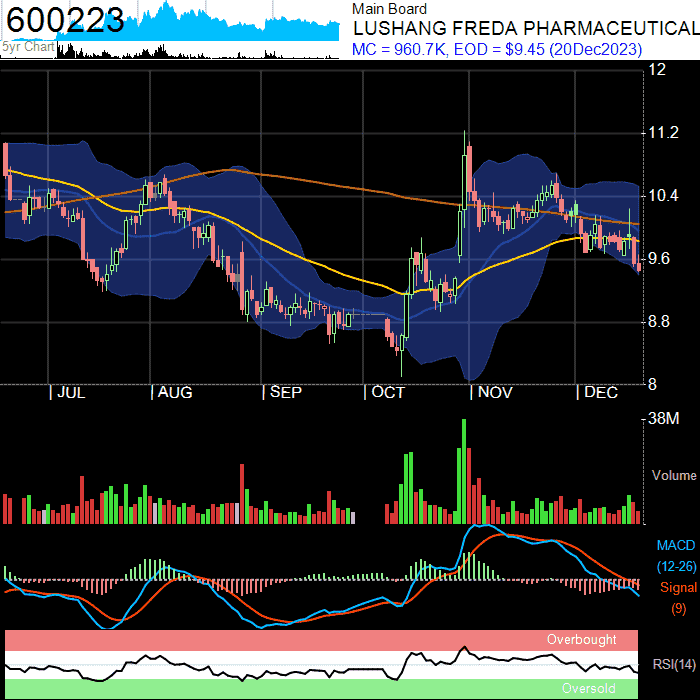 600223
5yr Chart
Main Board
LUSHANG FREDA PHARMACEUTICAL
MC = 960.7K, EOD = $9.45 (20Dec2023)
12
11.2
10.4
9.6
8.8
8
JUL
AUG
SEP
OCT
NOV
DEC
38M
Volume
MACD
(12-26)
Signal
(9)
Overbought
RSI(14)
Oversold